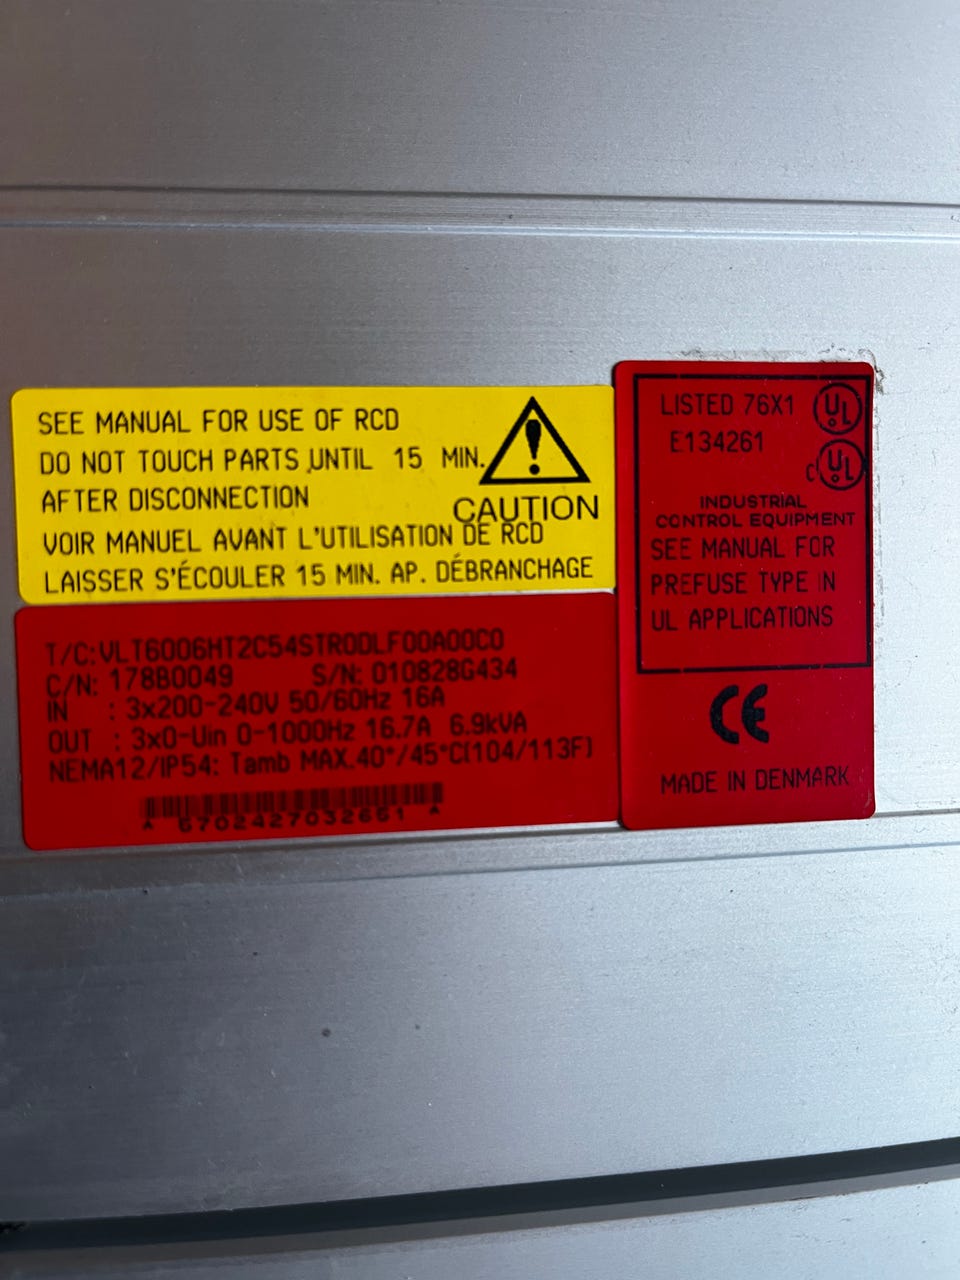 SEE MANUAL FOR USE OF RCD
DO NOT TOUCH PARTS UNTIL 15 MIN.
AFTER DISCONNECTION
CAUTION
VOIR MANUEL AVANT L'UTILISATION DE RCD
LAISSER S'ÉCOULER 15 MIN. AP. DÉBRANCHAGE
T/C: VLT6006HT2C54STR0DLF00A00C0
C/N: 178B0049 S/N: 010828G434
IN : 3x200-240V 50/60Hz 16A
OUT : 3x0-Uin 0-1000Hz 16.7A 6.9kVA
NEMA12/IP54: Tamb MAX.40°/45°C(104/113F)
A 5702427032661 A
LISTED 76X1 UL
E134261
C UL
INDUSTRIAL
CONTROL EQUIPMENT
SEE MANUAL FOR
PREFUSE TYPE IN
UL APPLICATIONS
CE
MADE IN DENMARK